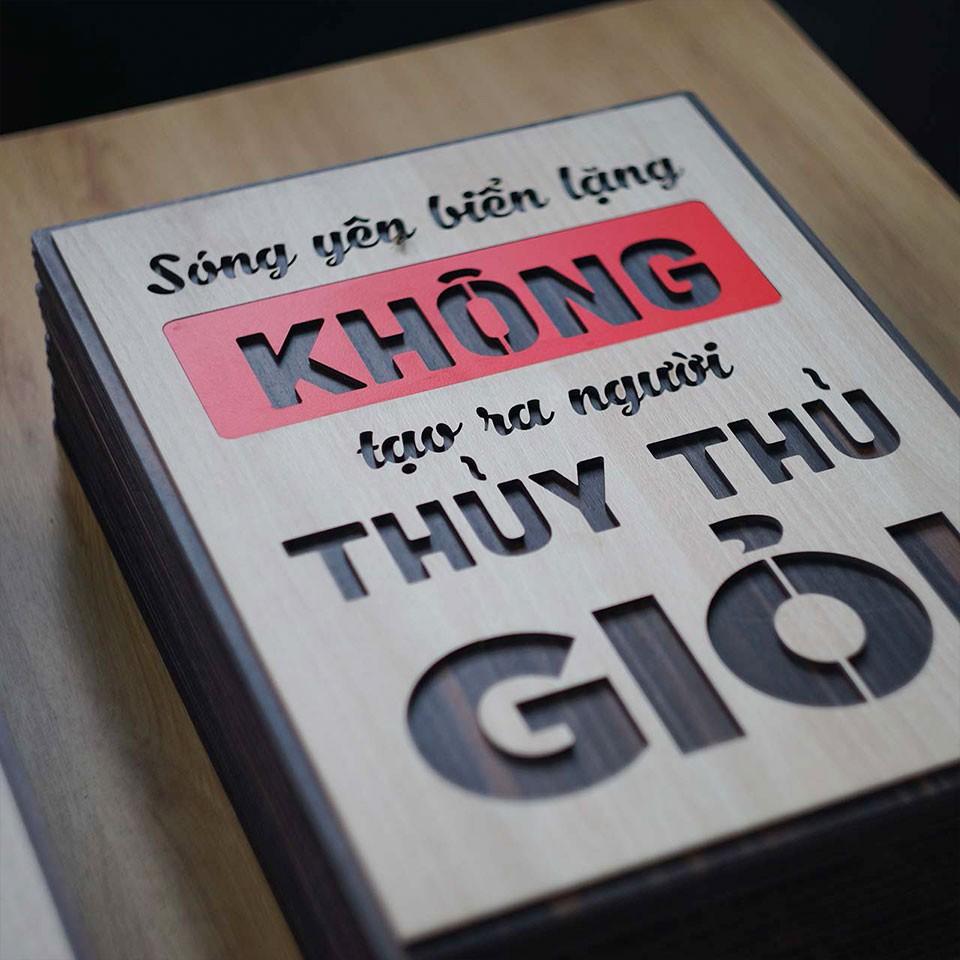 Sóng yên biển lặng
KHÔNG
tạo ra người
THỦY THỦ
GIỎI